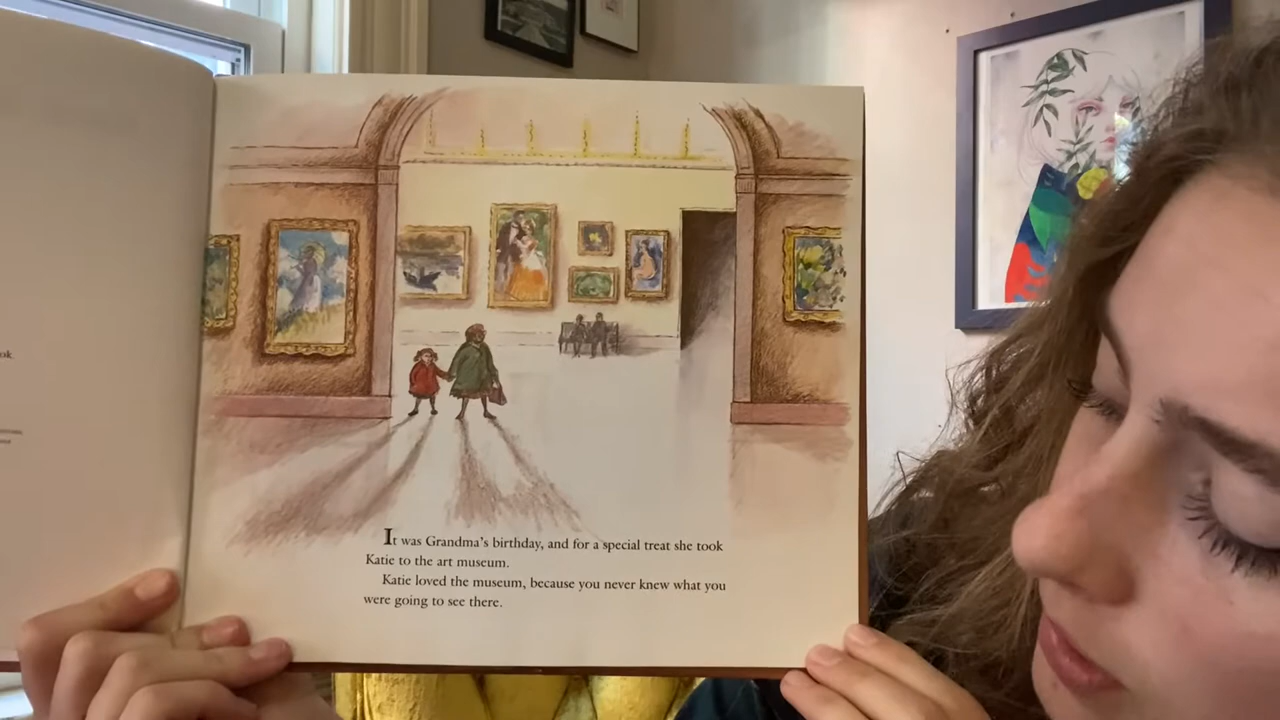 ok
It was Grandma's birthday, and for a special treat she took
Katie to the art museum.
Katie loved the museum, because you never knew what you
were going to see there.